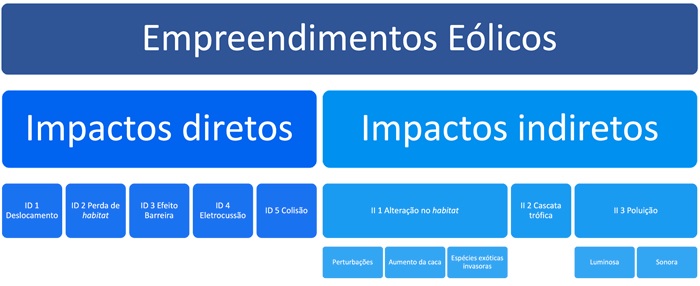 Empreendimentos Eólicos
Impactos diretos
Impactos indiretos
ID 1
Deslocamento
ID 2 Perda de
habitat
ID 3 Efeito
Barreira
ID 4
Eletrocussão
ID 5 Colisão
II 1 Alteração no habitat
II 2 Cascata
trófica
II 3 Poluição
Perturbações
Aumento da caca
Espécies exóticas
invasoras
Luminosa
Sonora